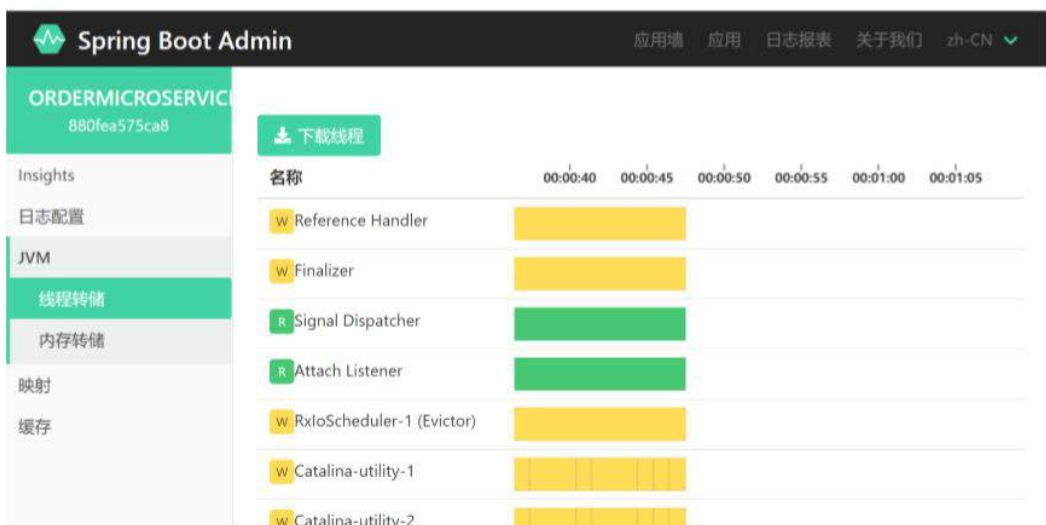 Spring Boot Admin
应用墙 应用 日志报表 关于我们 zh-CN
ORDERMICROSERVICE
880fea575ca8
下载线程
Insights
名称 00:00:40 00:00:45 00:00:50 00:00:55 00:01:00 00:01:05
日志配置
W Reference Handler
JVM
W Finalizer
线程转储
R Signal Dispatcher
内存转储
R Attach Listener
映射
W RxIoScheduler-1 (Evictor)
缓存
W Catalina-utility-1
W Catalina-utility-2